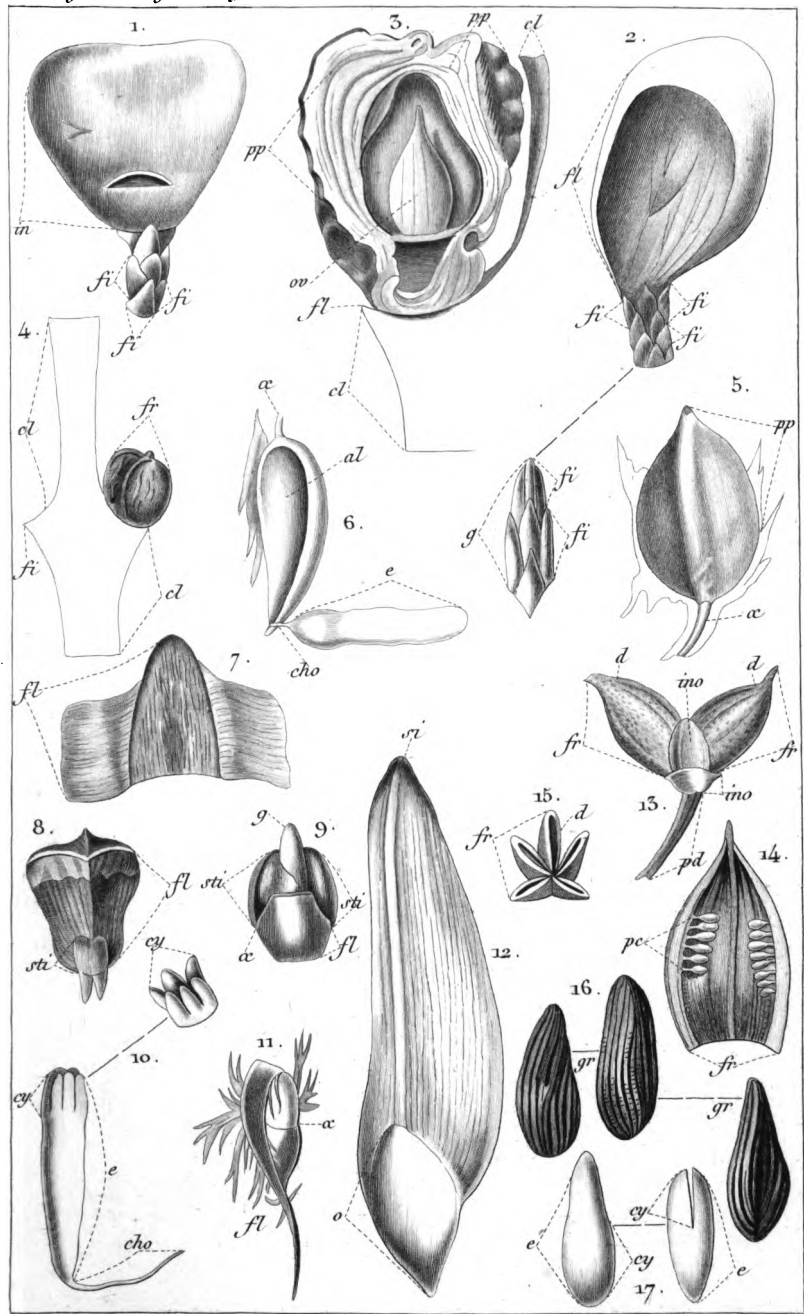 1.
3.
pp
cl
2.
in
pp
fl
ov
fi
fi
fi
fl
fi
fi
fi
4.
cl
fr
fi
cl
æ
al
6.
e
cho
cl
g
fi
fi
5.
pp
æ
fl
7.
si
d
ino
d
fr
fr
13.
ino
pd
8.
fl
sti
g
9.
sti
sti
æ
fl
15.
d
fr
14.
pc
fr
12.
cy
10.
cy
e
cho
11.
æ
fl
o
16.
gr
gr
cy
e
cy
e
17.